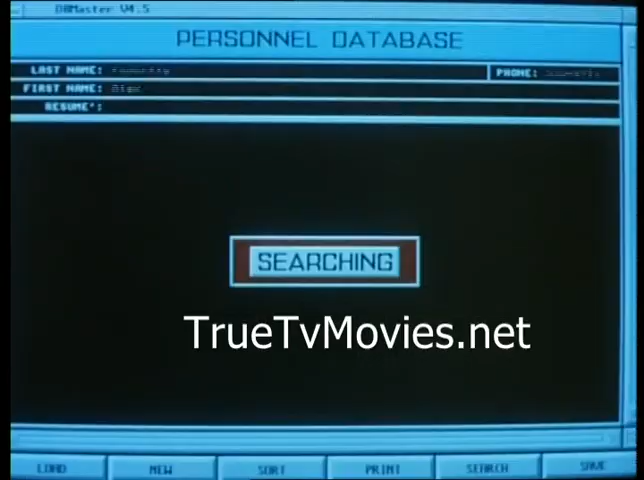 DBMaster V4.5
PERSONNEL DATABASE
LAST NAME:
PHONE:
FIRST NAME:
RESUME':
SEARCHING
TrueTvMovies.net
LOAD NEW SORT PRINT SEARCH SAVE